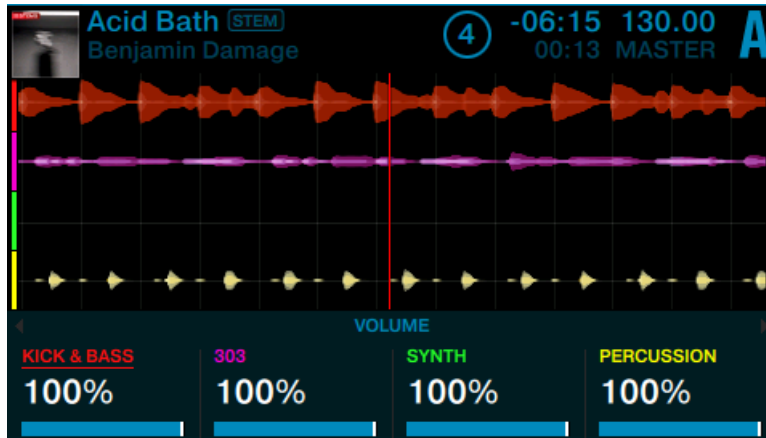 Acid Bath STEM
Benjamin Damage
4
-06:15 130.00
00:13 MASTER
A
VOLUME
KICK & BASS 303 SYNTH PERCUSSION
100% 100% 100% 100%